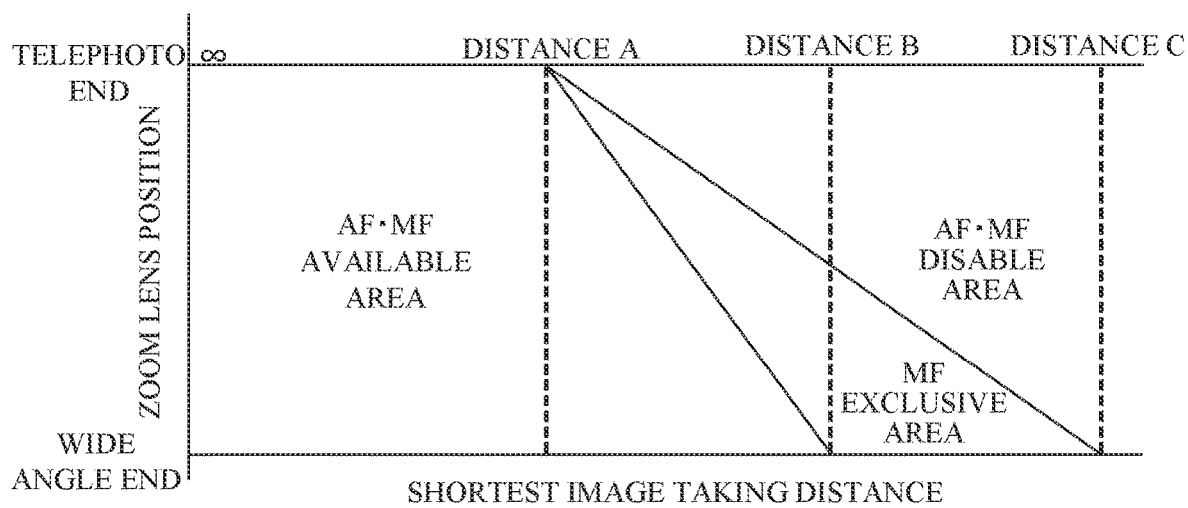 TELEPHOTO
END
∞
DISTANCE A
DISTANCE B
DISTANCE C
ZOOM LENS POSITION
AF·MF
AVAILABLE
AREA
AF·MF
DISABLE
AREA
MF
EXCLUSIVE
AREA
WIDE
ANGLE END
SHORTEST IMAGE TAKING DISTANCE